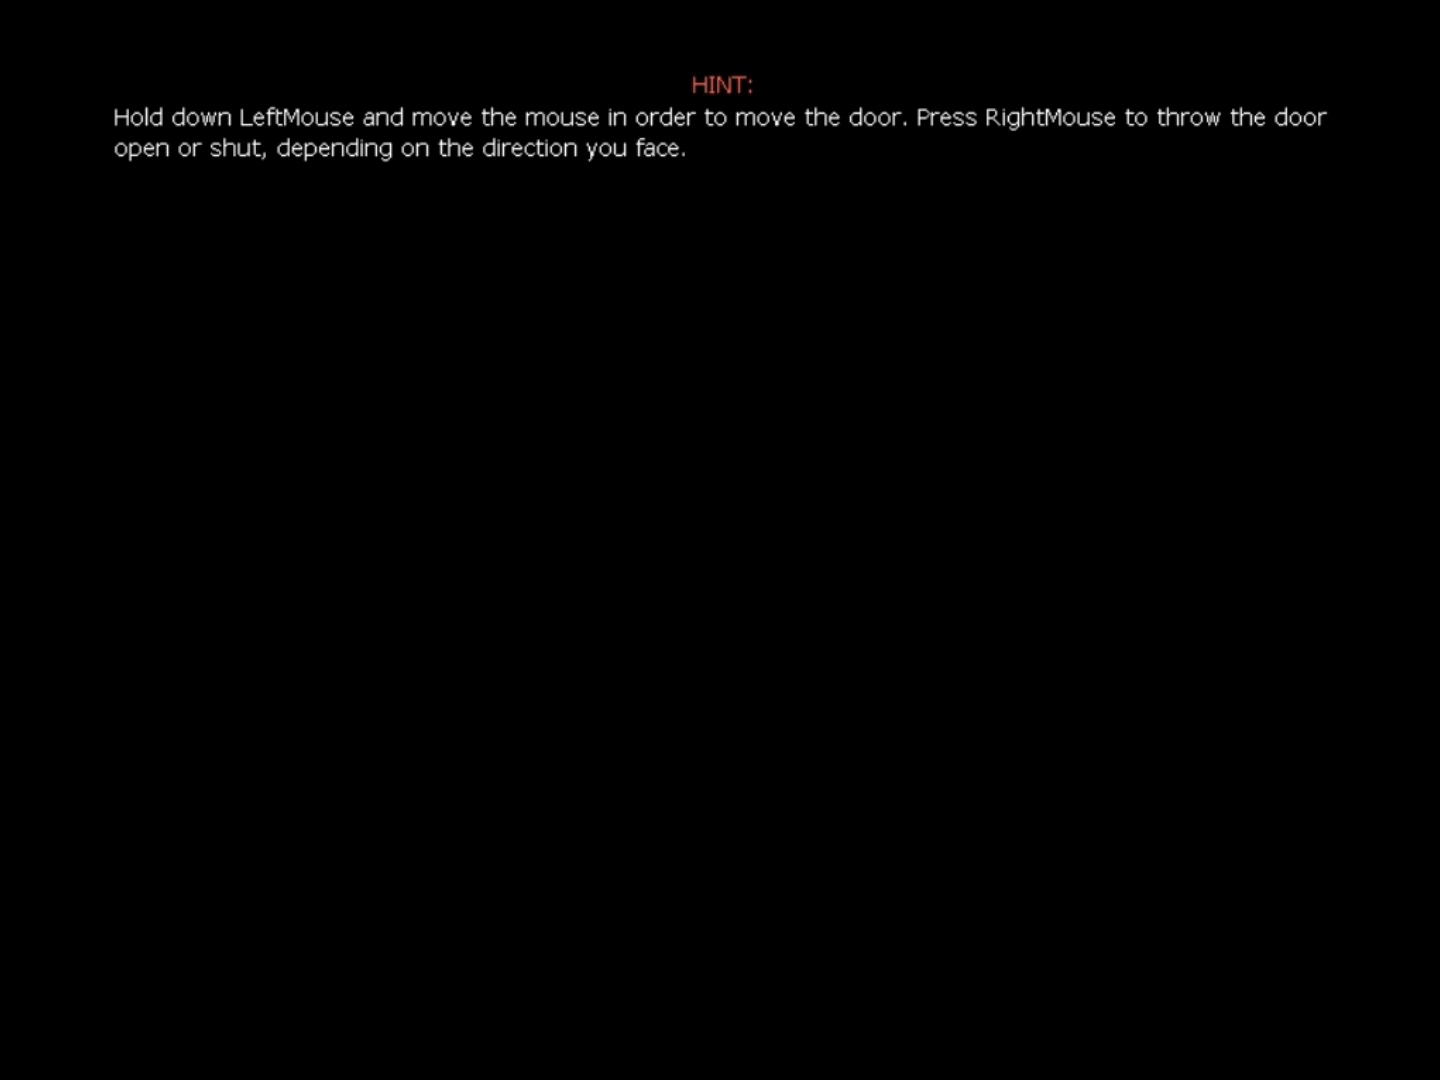 HINT:
Hold down LeftMouse and move the mouse in order to move the door. Press RightMouse to throw the door
open or shut, depending on the direction you face.